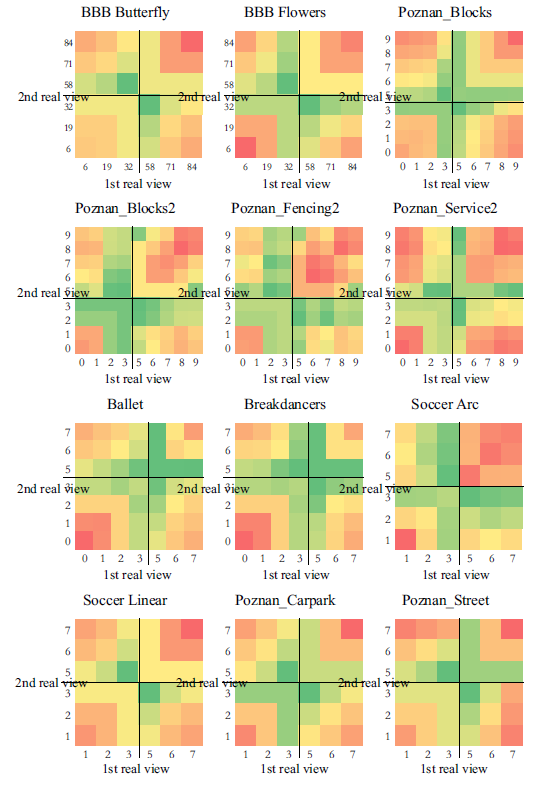 BBB Butterfly BBB Flowers Poznan_Blocks
84 84 9
71 71 8
58 58 7
6
5
2nd real view 2nd real view 2nd real view
32 32 3
19 19 2
6 6 1
0
6 19 32 58 71 84 6 19 32 58 71 84 0 1 2 3 5 6 7 8 9
1st real view 1st real view 1st real view
Poznan_Blocks2 Poznan_Fencing2 Poznan_Service2
9 9 9
8 8 8
7 7 7
6 6 6
5 5 5
2nd real view 2nd real view 2nd real view
3 3 3
2 2 2
1 1 1
0 0 0
0 1 2 3 5 6 7 8 9 0 1 2 3 5 6 7 8 9 0 1 2 3 5 6 7 8 9
1st real view 1st real view 1st real view
Ballet Breakdancers Soccer Arc
7 7 7
6 6 6
5 5 5
2nd real view 2nd real view 2nd real view
3 3 3
2 2 2
1 1 1
0 0
0 1 2 3 5 6 7 0 1 2 3 5 6 7 1 2 3 5 6 7
1st real view 1st real view 1st real view
Soccer Linear Poznan_Carpark Poznan_Street
7 7 7
6 6 6
5 5 5
2nd real view 2nd real view 2nd real view
3 3 3
2 2 2
1 1 1
1 2 3 5 6 7 1 2 3 5 6 7 1 2 3 5 6 7
1st real view 1st real view 1st real view